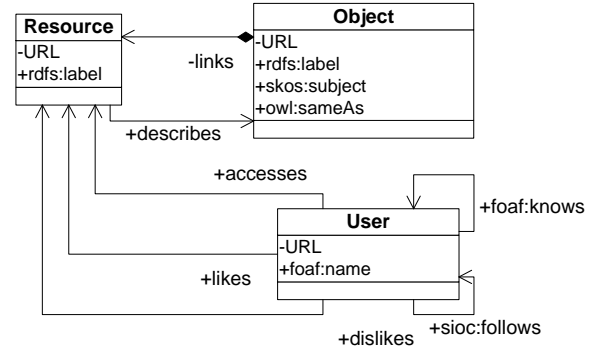 Resource
-URL
+rdfs:label
Object
-URL
+rdfs:label
+skos:subject
+owl:sameAs
-links
+describes
+accesses
+foaf:knows
User
-URL
+foaf:name
+likes
+dislikes
+sioc:follows